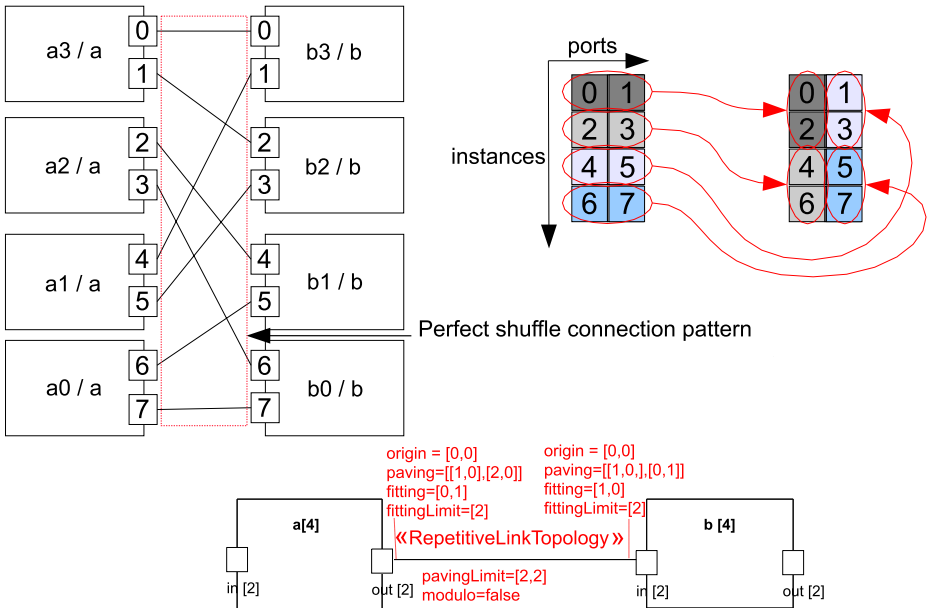 a3 / a
0
1
0
1
b3 / b
a2 / a
2
3
2
3
b2 / b
a1 / a
4
5
4
5
b1 / b
a0 / a
6
7
6
7
b0 / b
Perfect shuffle connection pattern
ports
instances
0 1
2 3
4 5
6 7
0 1
2 3
4 5
6 7
origin = [0,0]
paving=[[1,0],[2,0]]
fitting=[0,1]
fittingLimit=[2]
origin = [0,0]
paving=[[1,0,],[0,1]]
fitting=[1,0]
fittingLimit=[2]
«RepetitiveLinkTopology»
pavingLimit=[2,2]
modulo=false
a[4]
in [2]
out [2]
b [4]
in [2]
out [2]